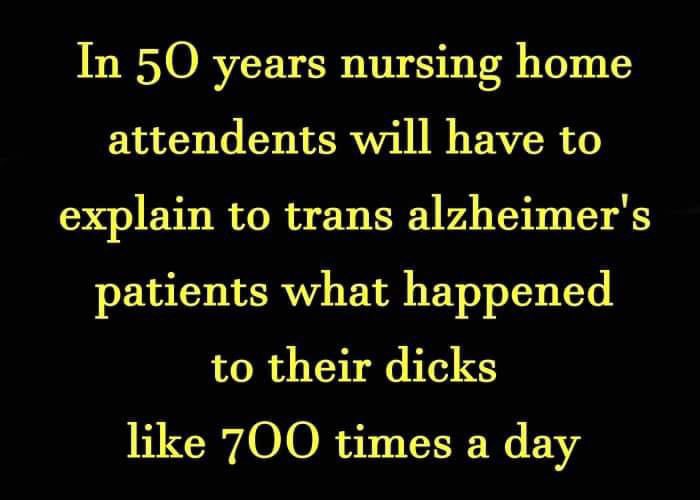 In 50 years nursing home
attendents will have to
explain to trans alzheimer's
patients what happened
to their dicks
like 700 times a day